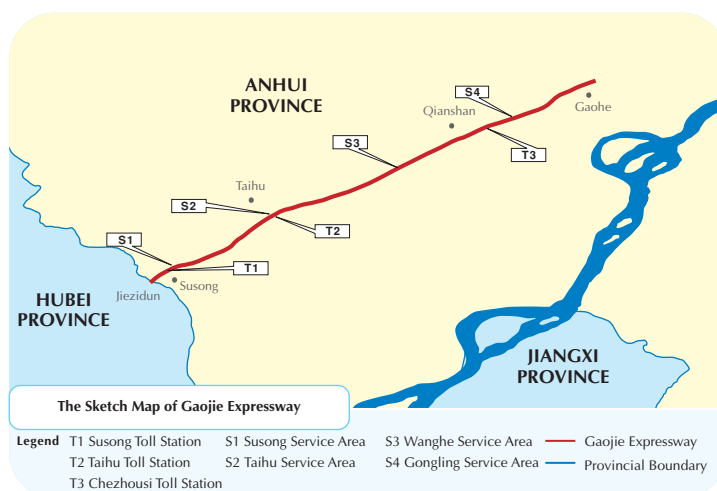 ANHUI
PROVINCE
S4
Gaohe
Qianshan
S3
T3
Taihu
S2
T2
S1
T1
Susong
Jiezidun
HUBEI
PROVINCE
JIANGXI
PROVINCE
The Sketch Map of Gaojie Expressway
Legend T1 Susong Toll Station S1 Susong Service Area S3 Wanghe Service Area Gaojie Expressway
T2 Taihu Toll Station S2 Taihu Service Area S4 Gongling Service Area Provincial Boundary
T3 Chezhousi Toll Station